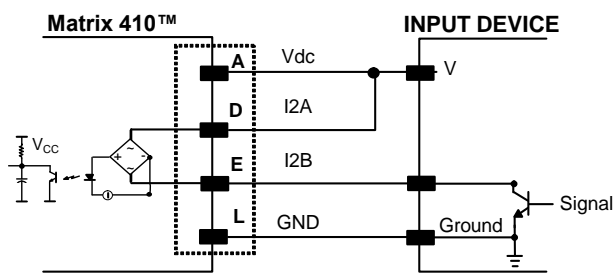 Matrix 410™
INPUT DEVICE
A
Vdc
V
D
I2A
VCC
+ ~ ~ -
E
I2B
Signal
L
GND
Ground